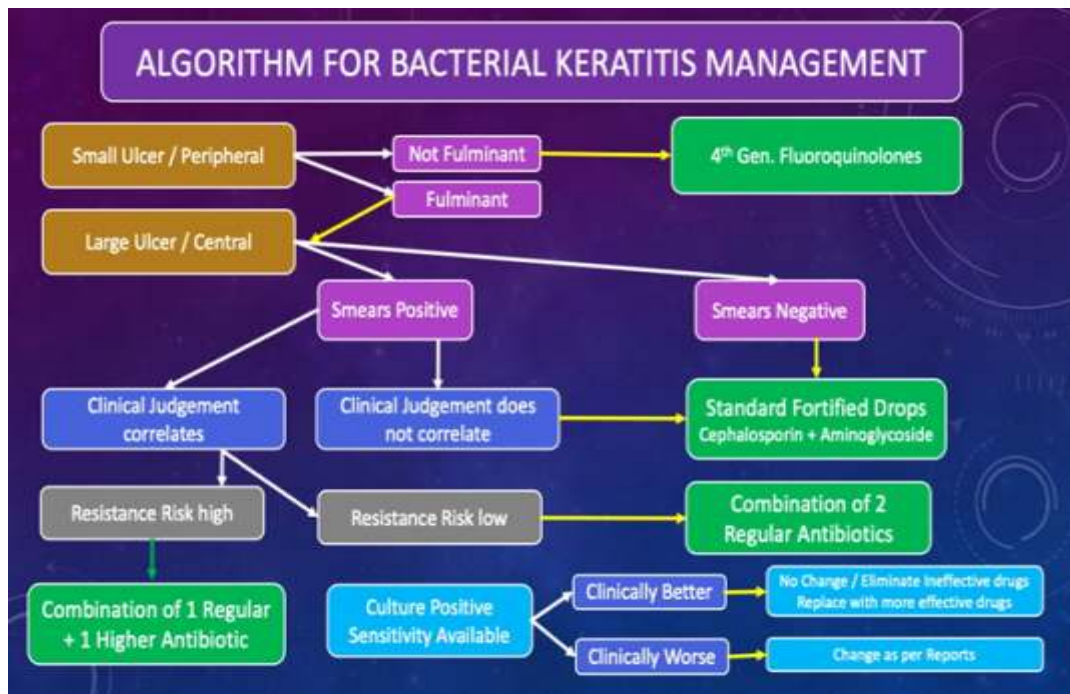 ALGORITHM FOR BACTERIAL KERATITIS MANAGEMENT
Small Ulcer / Peripheral
Not Fulminant
4th Gen. Fluoroquinolones
Fulminant
Large Ulcer / Central
Smears Positive
Smears Negative
Clinical Judgement
correlates
Clinical Judgement does
not correlate
Standard Fortified Drops
Cephalosporin + Aminoglycoside
Resistance Risk high
Resistance Risk low
Combination of 2
Regular Antibiotics
Combination of 1 Regular
+ 1 Higher Antibiotic
Culture Positive
Sensitivity Available
Clinically Better
No Change / Eliminate Ineffective drugs
Replace with more effective drugs
Clinically Worse
Change as per Reports